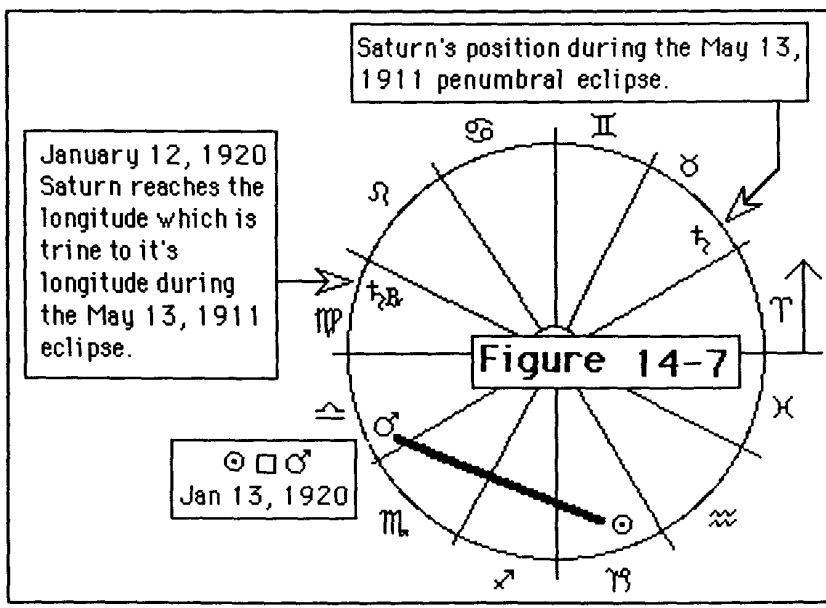 Saturn's position during the May 13,
1911 penumbral eclipse.
January 12, 1920
Saturn reaches the
longitude which is
trine to it's
longitude during
the May 13, 1911
eclipse.
♋ ♊
♌ ♉
♄
♄℞
♍ ♈
Figure 14-7
♎ ♓
♂
☉ □ ♂
Jan 13, 1920
☉
♏ ♒
♐ ♑